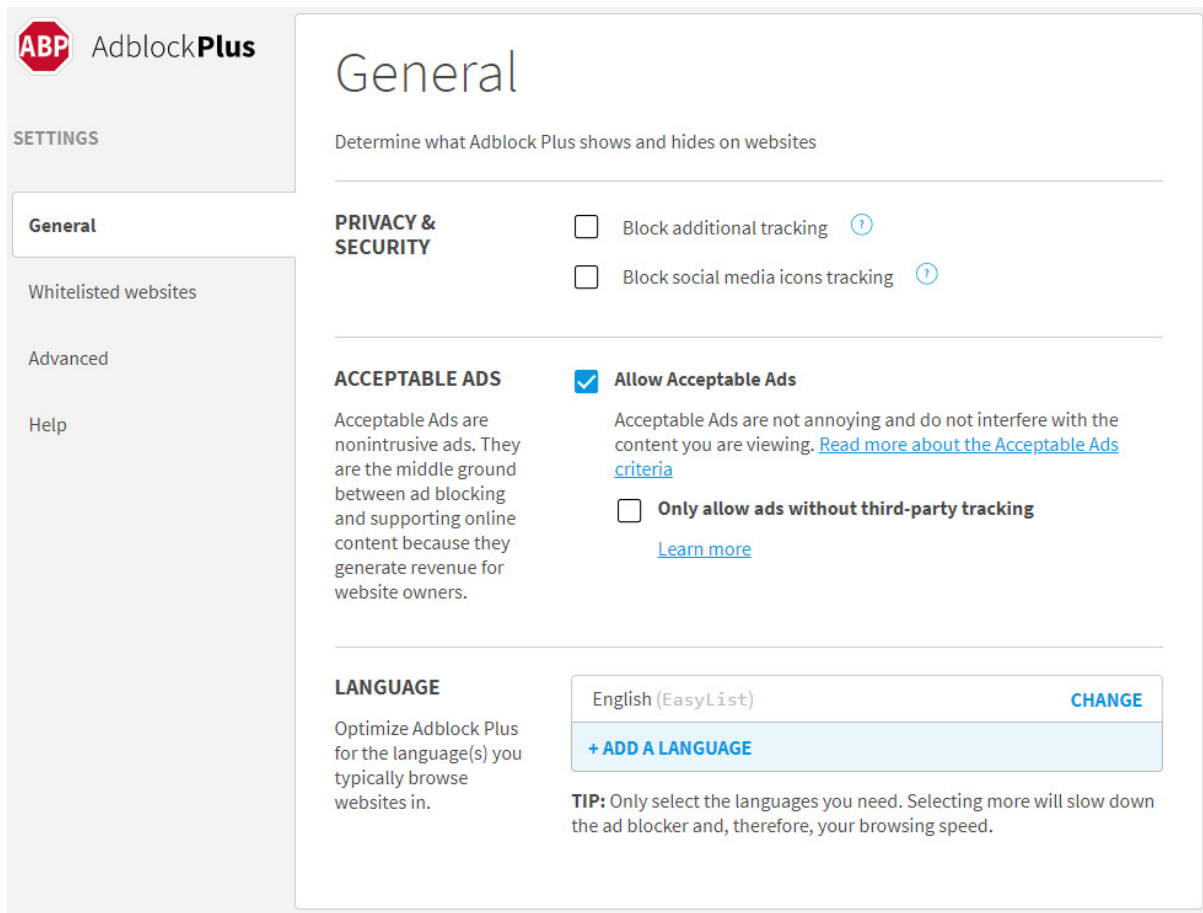 ABP AdblockPlus
SETTINGS
General
Whitelisted websites
Advanced
Help
General
Determine what Adblock Plus shows and hides on websites
PRIVACY &
SECURITY
Block additional tracking ?
Block social media icons tracking ?
ACCEPTABLE ADS
Acceptable Ads are
nonintrusive ads. They
are the middle ground
between ad blocking
and supporting online
content because they
generate revenue for
website owners.
Allow Acceptable Ads
Acceptable Ads are not annoying and do not interfere with the
content you are viewing. Read more about the Acceptable Ads
criteria
Only allow ads without third-party tracking
Learn more
LANGUAGE
Optimize Adblock Plus
for the language(s) you
typically browse
websites in.
English (EasyList) CHANGE
+ ADD A LANGUAGE
TIP: Only select the languages you need. Selecting more will slow down
the ad blocker and, therefore, your browsing speed.